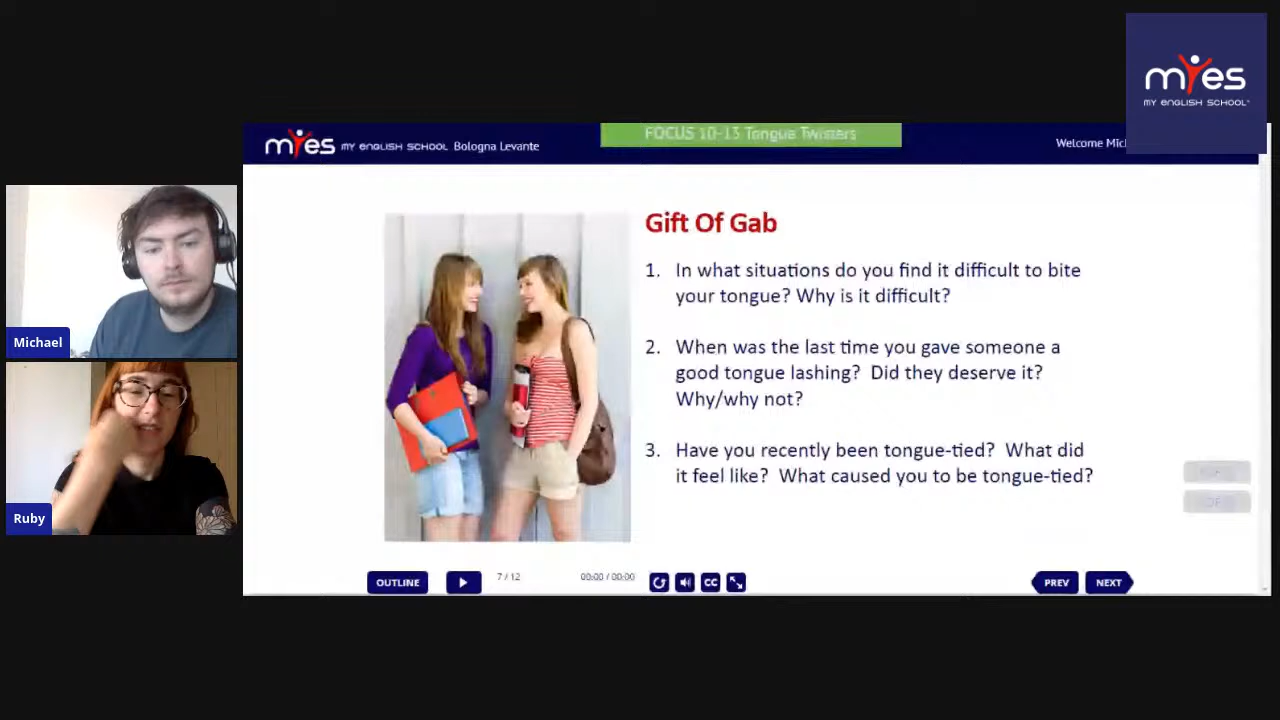 myes
MY ENGLISH SCHOOL
myes MY ENGLISH SCHOOL Bologna Levante
FOCUS 10-13 Tongue Twisters
Welcome
Gift Of Gab
1. In what situations do you find it difficult to bite
your tongue? Why is it difficult?
2. When was the last time you gave someone a
good tongue lashing? Did they deserve it?
Why/why not?
3. Have you recently been tongue-tied? What did
it feel like? What caused you to be tongue-tied?
Michael
Ruby
OUTLINE
7 / 12
00:00 / 00:00
CC
PREV
NEXT